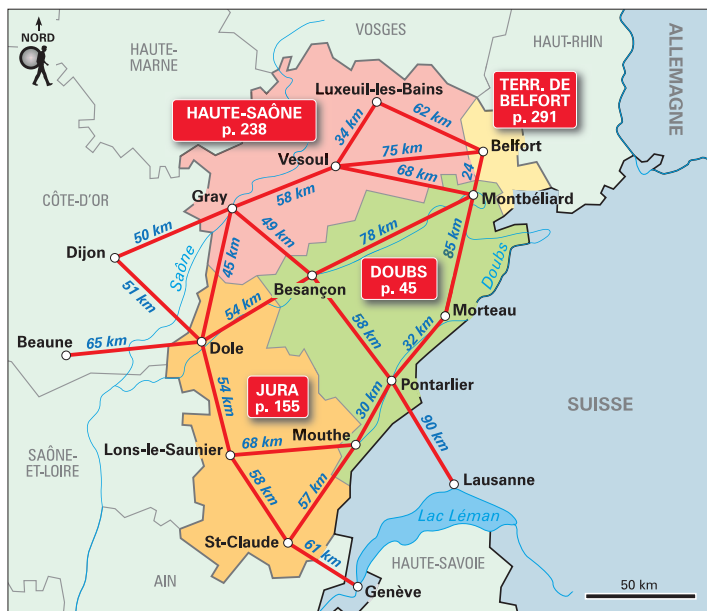 NORD
VOSGES
HAUTE-
MARNE
HAUT-RHIN
ALLEMAGNE
Luxeuil-les-Bains
TERR. DE
BELFORT
p. 291
HAUTE-SAÔNE
p. 238
34 km
62 km
Vesoul
75 km
Belfort
68 km
24
Gray
58 km
Montbéliard
CÔTE-D'OR
50 km
49 km
78 km
85 km
Dijon
Saône
45 km
Doubs
DOUBS
p. 45
Besançon
51 km
54 km
58 km
Morteau
Beaune
65 km
Dole
32 km
54 km
JURA
p. 155
Pontarlier
30 km
SUISSE
90 km
SAÔNE-
ET-LOIRE
Lons-le-Saunier
68 km
Mouthe
58 km
57 km
Lausanne
Lac Léman
St-Claude
61 km
HAUTE-SAVOIE
AIN
Genève
50 km